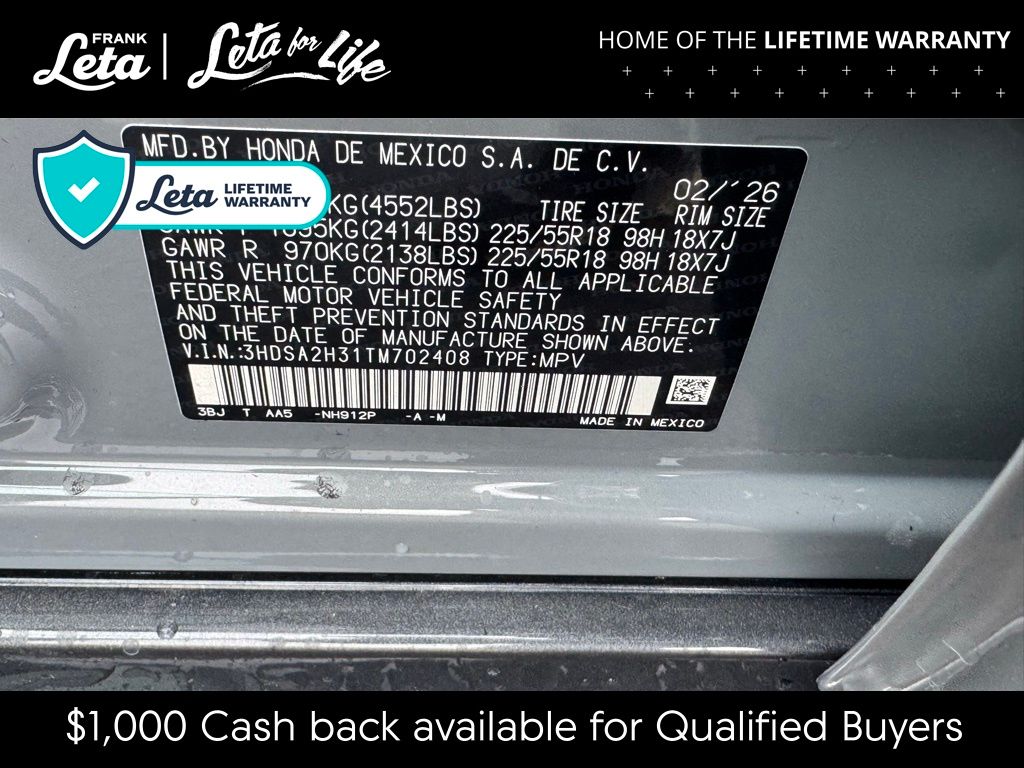 FRANK
Leta
Leta for Life
HOME OF THE LIFETIME WARRANTY
MFD.BY HONDA DE MEXICO S.A. DE C.V.
02/´26
KG(4552LBS) TIRE SIZE RIM SIZE
Leta LIFETIME
WARRANTY
GAWR F 1095KG(2414LBS) 225/55R18 98H 18X7J
GAWR R 970KG(2138LBS) 225/55R18 98H 18X7J
THIS VEHICLE CONFORMS TO ALL APPLICABLE
FEDERAL MOTOR VEHICLE SAFETY
AND THEFT PREVENTION STANDARDS IN EFFECT
ON THE DATE OF MANUFACTURE SHOWN ABOVE.
V.I.N.:3HDSA2H31TM702408 TYPE:MPV
3BJ T AA5 -NH912P -A -M
MADE IN MEXICO
$1,000 Cash back available for Qualified Buyers